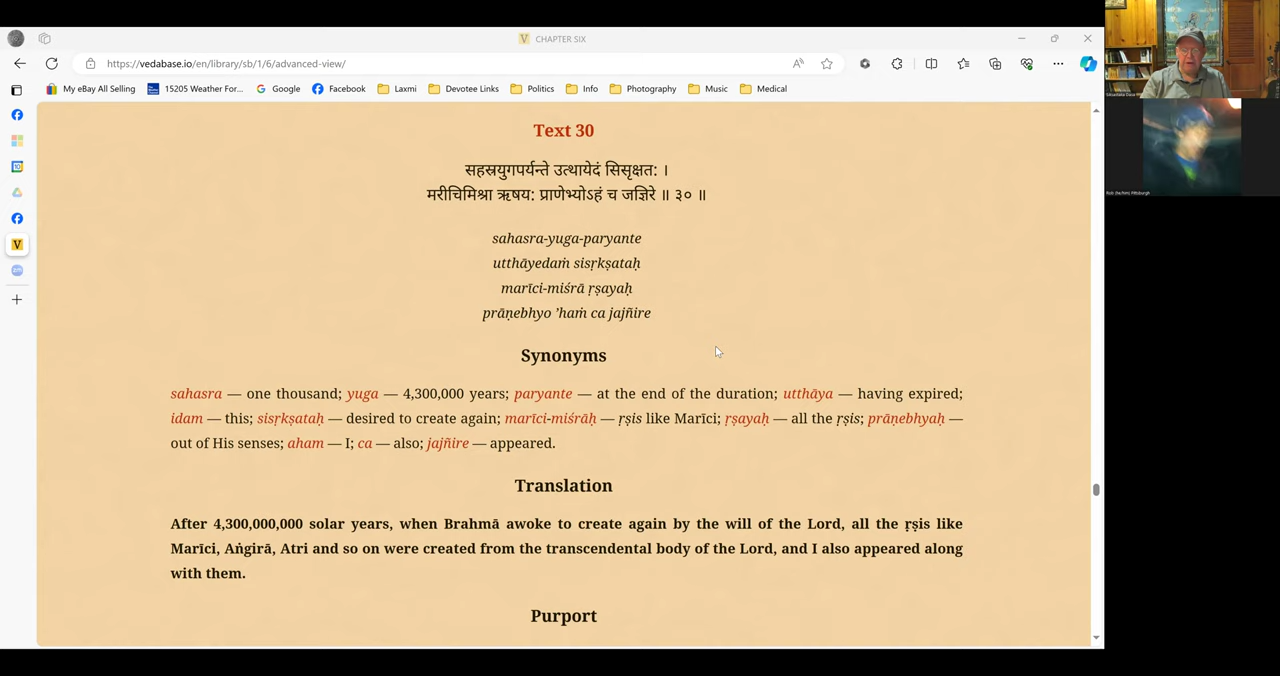 CHAPTER SIX
https://vedabase.io/en/library/sb/1/6/advanced-view/
My eBay All Selling
15205 Weather For...
Google
Facebook
Laxmi
Devotee Links
Politics
Info
Photography
Music
Medical
Text 30
सहस्रयुगपर्यन्ते उत्थायेदं सिसृक्षत: ।
मरीचिमिश्रा ऋषय: प्राणेभ्योऽहं च जज्ञिरे ॥ ३० ॥
sahasra-yuga-paryante
utthāyedaṁ sisṛkṣataḥ
marīci-miśrā ṛṣayaḥ
prāṇebhyo ’haṁ ca jajñire
Synonyms
sahasra — one thousand; yuga — 4,300,000 years; paryante — at the end of the duration; utthāya — having expired;
idam — this; sisṛkṣataḥ — desired to create again; marīci-miśrāḥ — ṛṣis like Marīci; ṛṣayaḥ — all the ṛṣis; prāṇebhyaḥ —
out of His senses; aham — I; ca — also; jajñire — appeared.
Translation
After 4,300,000,000 solar years, when Brahmā awoke to create again by the will of the Lord, all the ṛṣis like
Marīci, Aṅgirā, Atri and so on were created from the transcendental body of the Lord, and I also appeared along
with them.
Purport